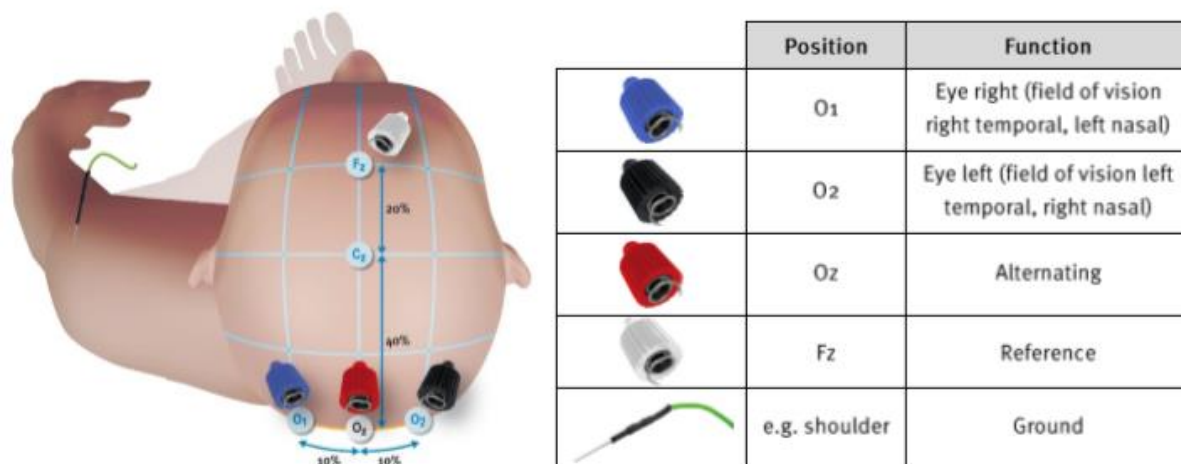 Fz
20%
Cz
40%
O1
Oz
O2
10%
10%
Position
Function
O1
Eye right (field of vision
right temporal, left nasal)
O2
Eye left (field of vision left
temporal, right nasal)
Oz
Alternating
Fz
Reference
e.g. shoulder
Ground